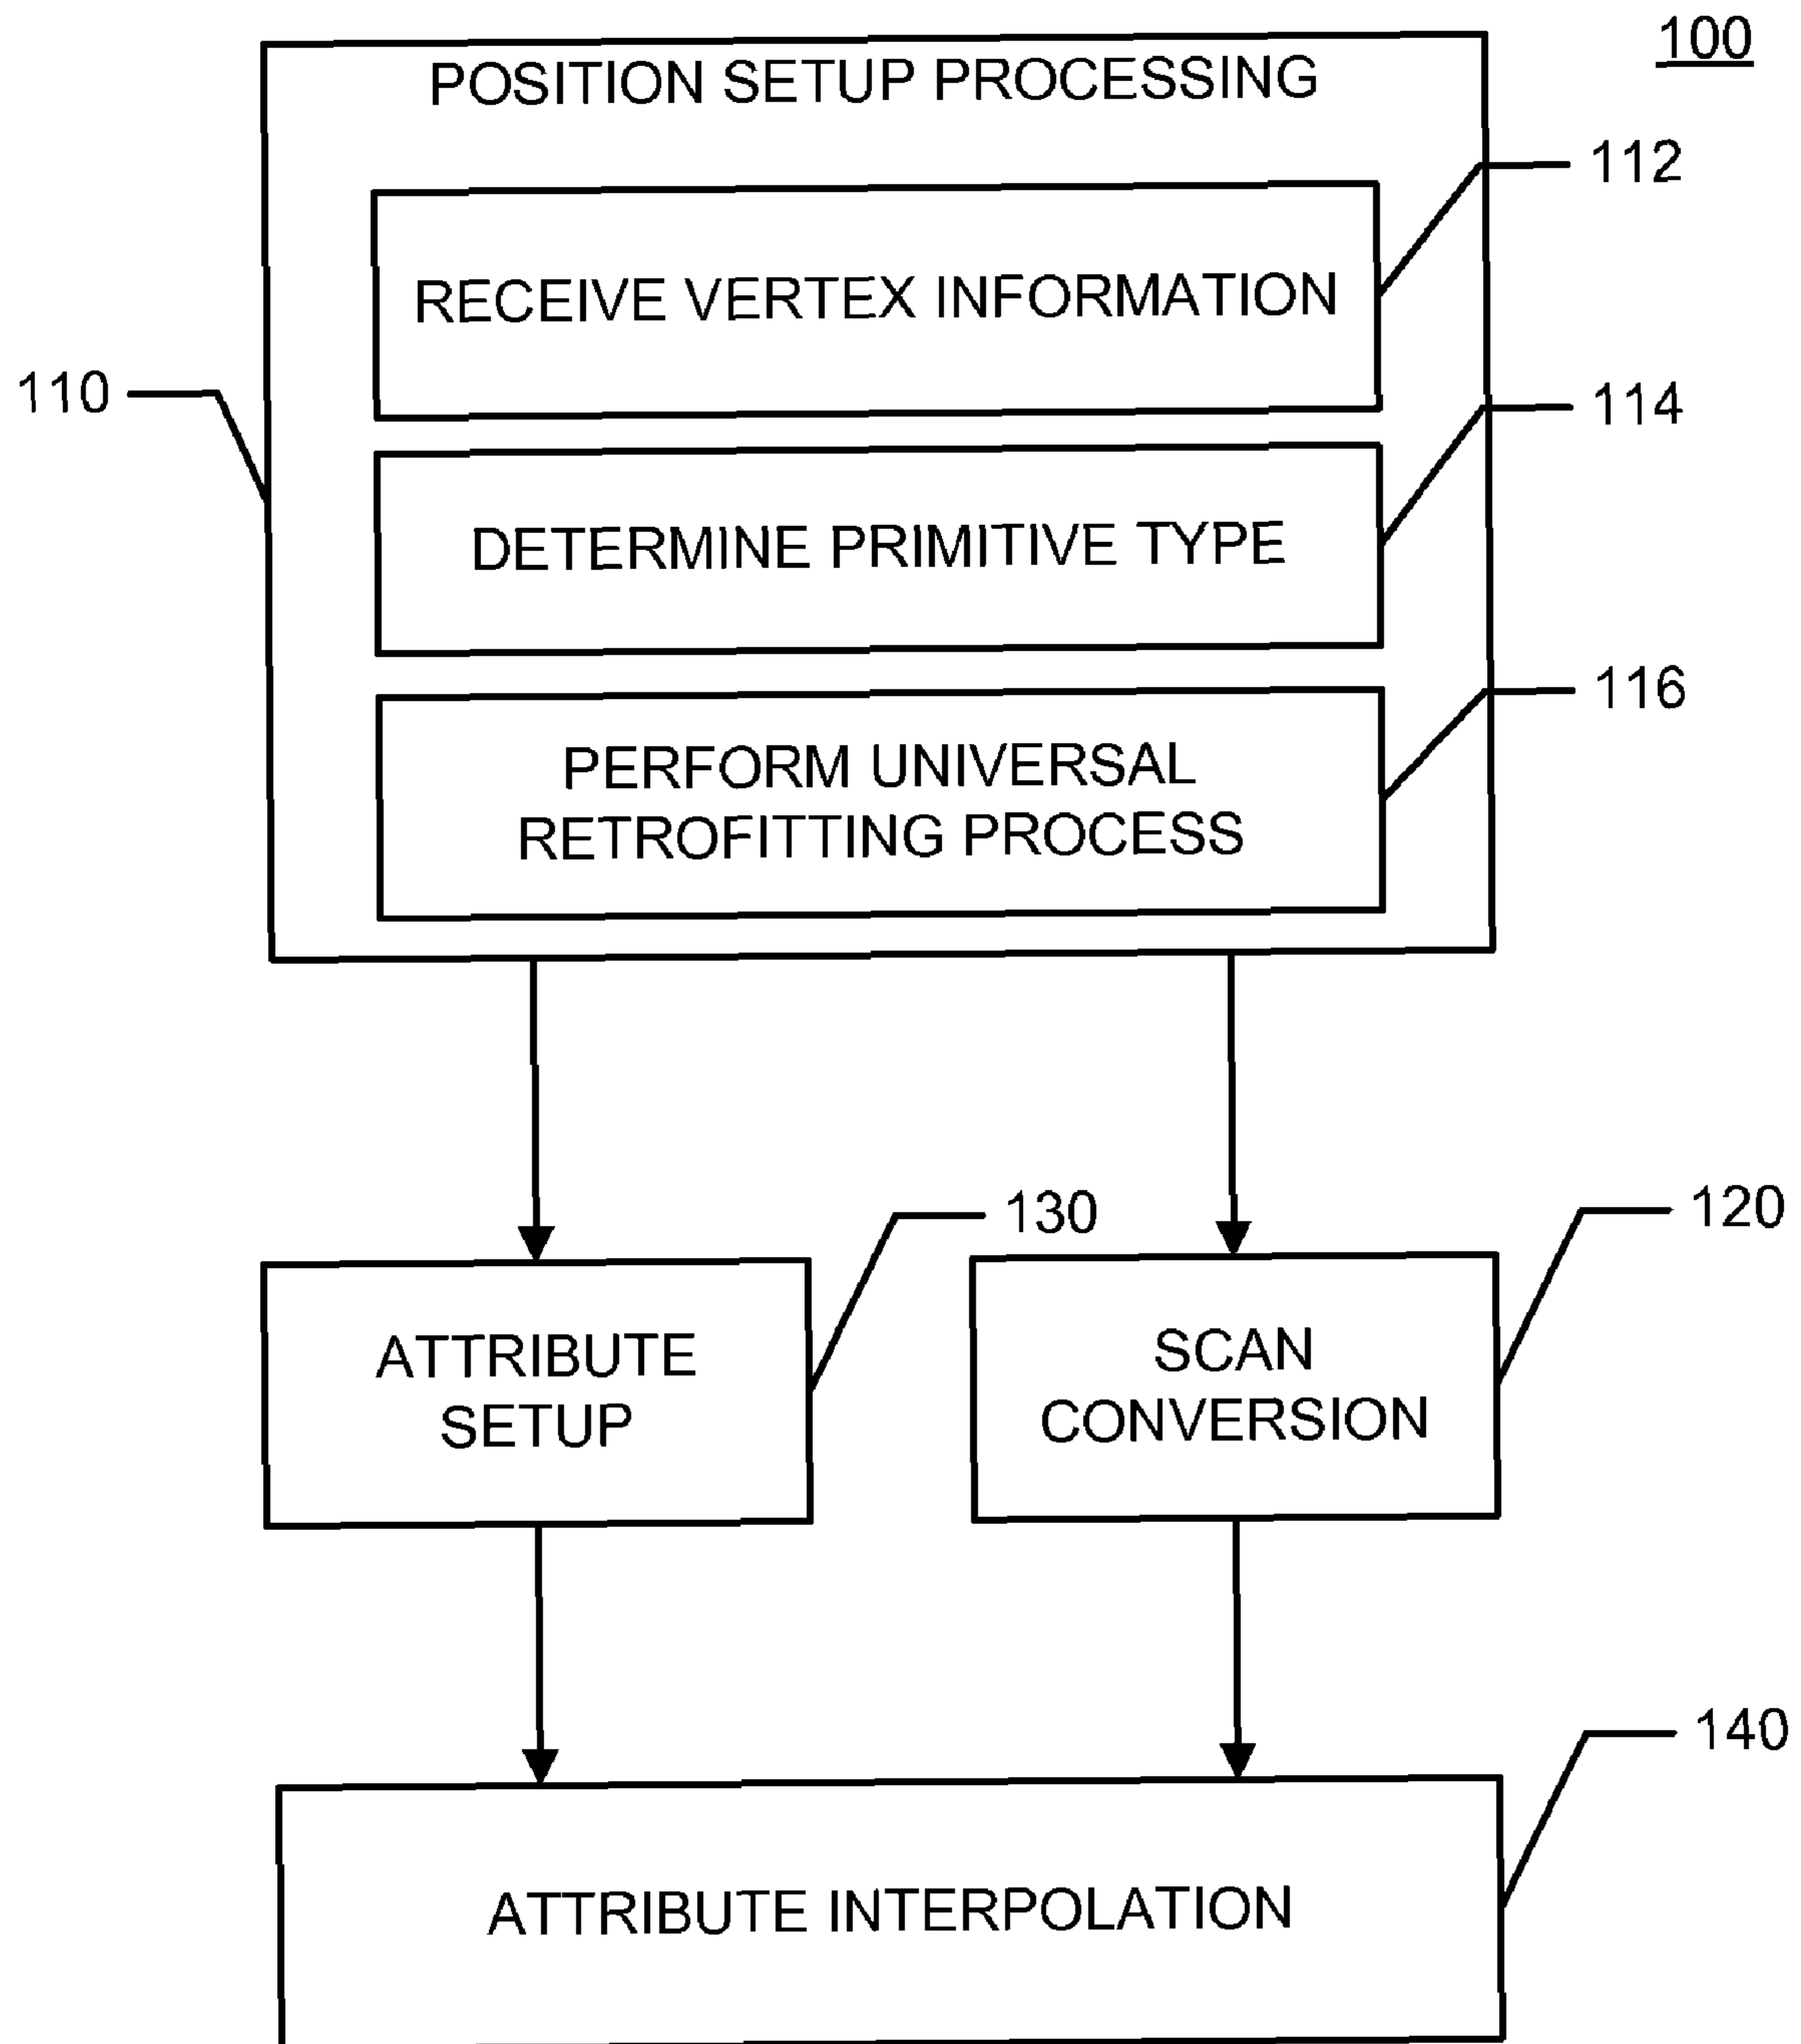 100
POSITION SETUP PROCESSING
112
RECEIVE VERTEX INFORMATION
110
114
DETERMINE PRIMITIVE TYPE
116
PERFORM UNIVERSAL
RETROFITTING PROCESS
130
120
ATTRIBUTE
SETUP
SCAN
CONVERSION
140
ATTRIBUTE INTERPOLATION